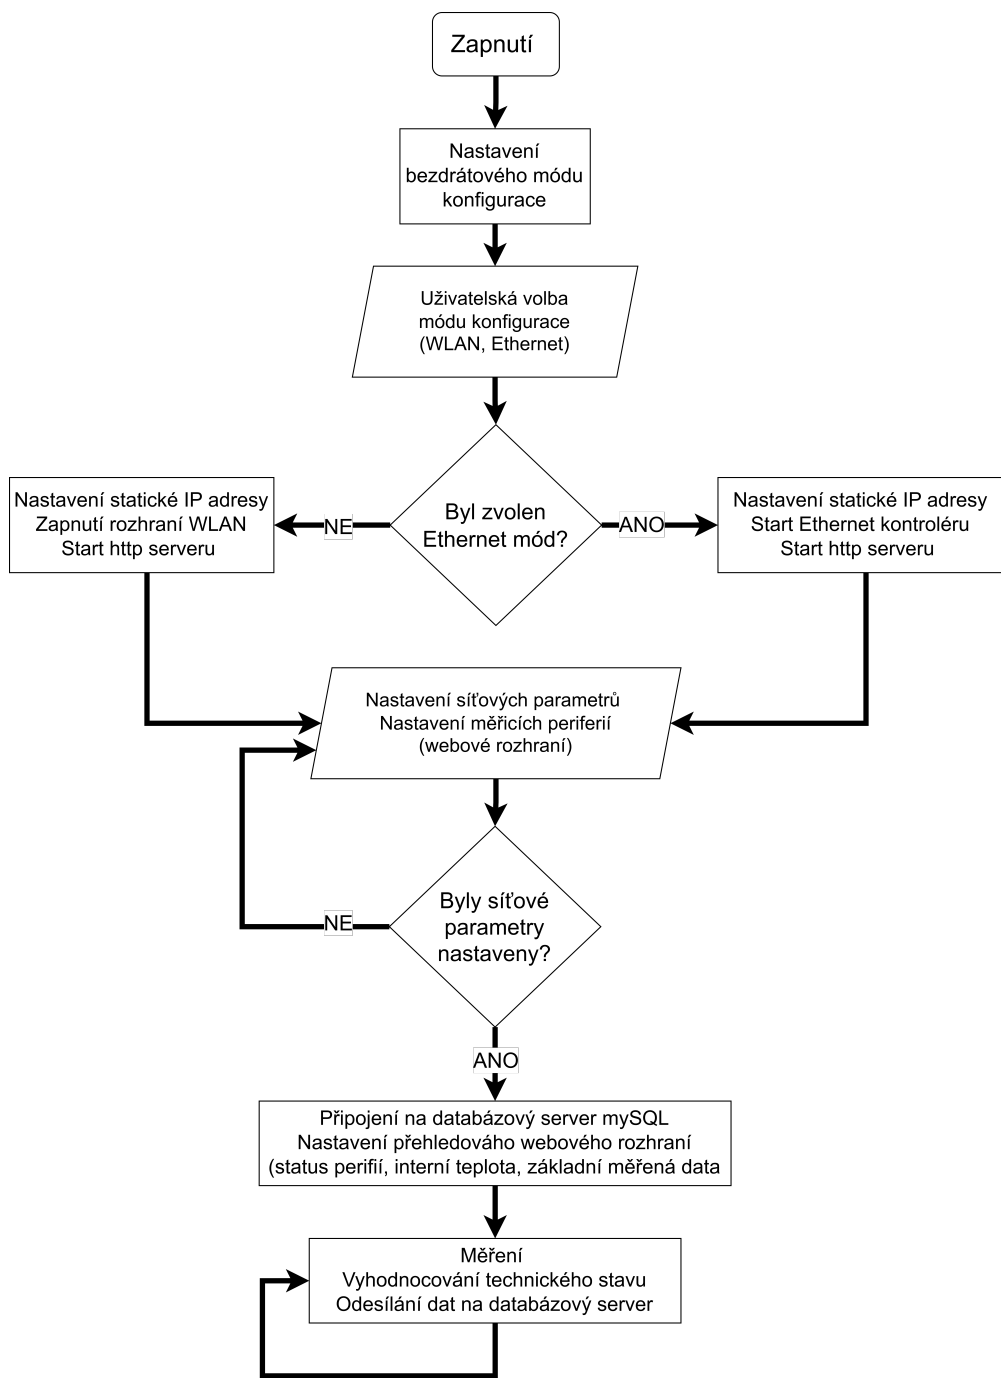 Zapnutí
Nastavení
bezdrátového módu
konfigurace
Uživatelská volba
módu konfigurace
(WLAN, Ethernet)
Byl zvolen
Ethernet mód?
NE
ANO
Nastavení statické IP adresy
Zapnutí rozhraní WLAN
Start http serveru
Nastavení statické IP adresy
Start Ethernet kontroléru
Start http serveru
Nastavení síťových parametrů
Nastavení měřicích periferií
(webové rozhraní)
Byly síťové
parametry
nastaveny?
NE
ANO
Připojení na databázový server mySQL
Nastavení přehledováho webového rozhraní
(status perifií, interní teplota, základní měřená data
Měření
Vyhodnocování technického stavu
Odesílání dat na databázový server